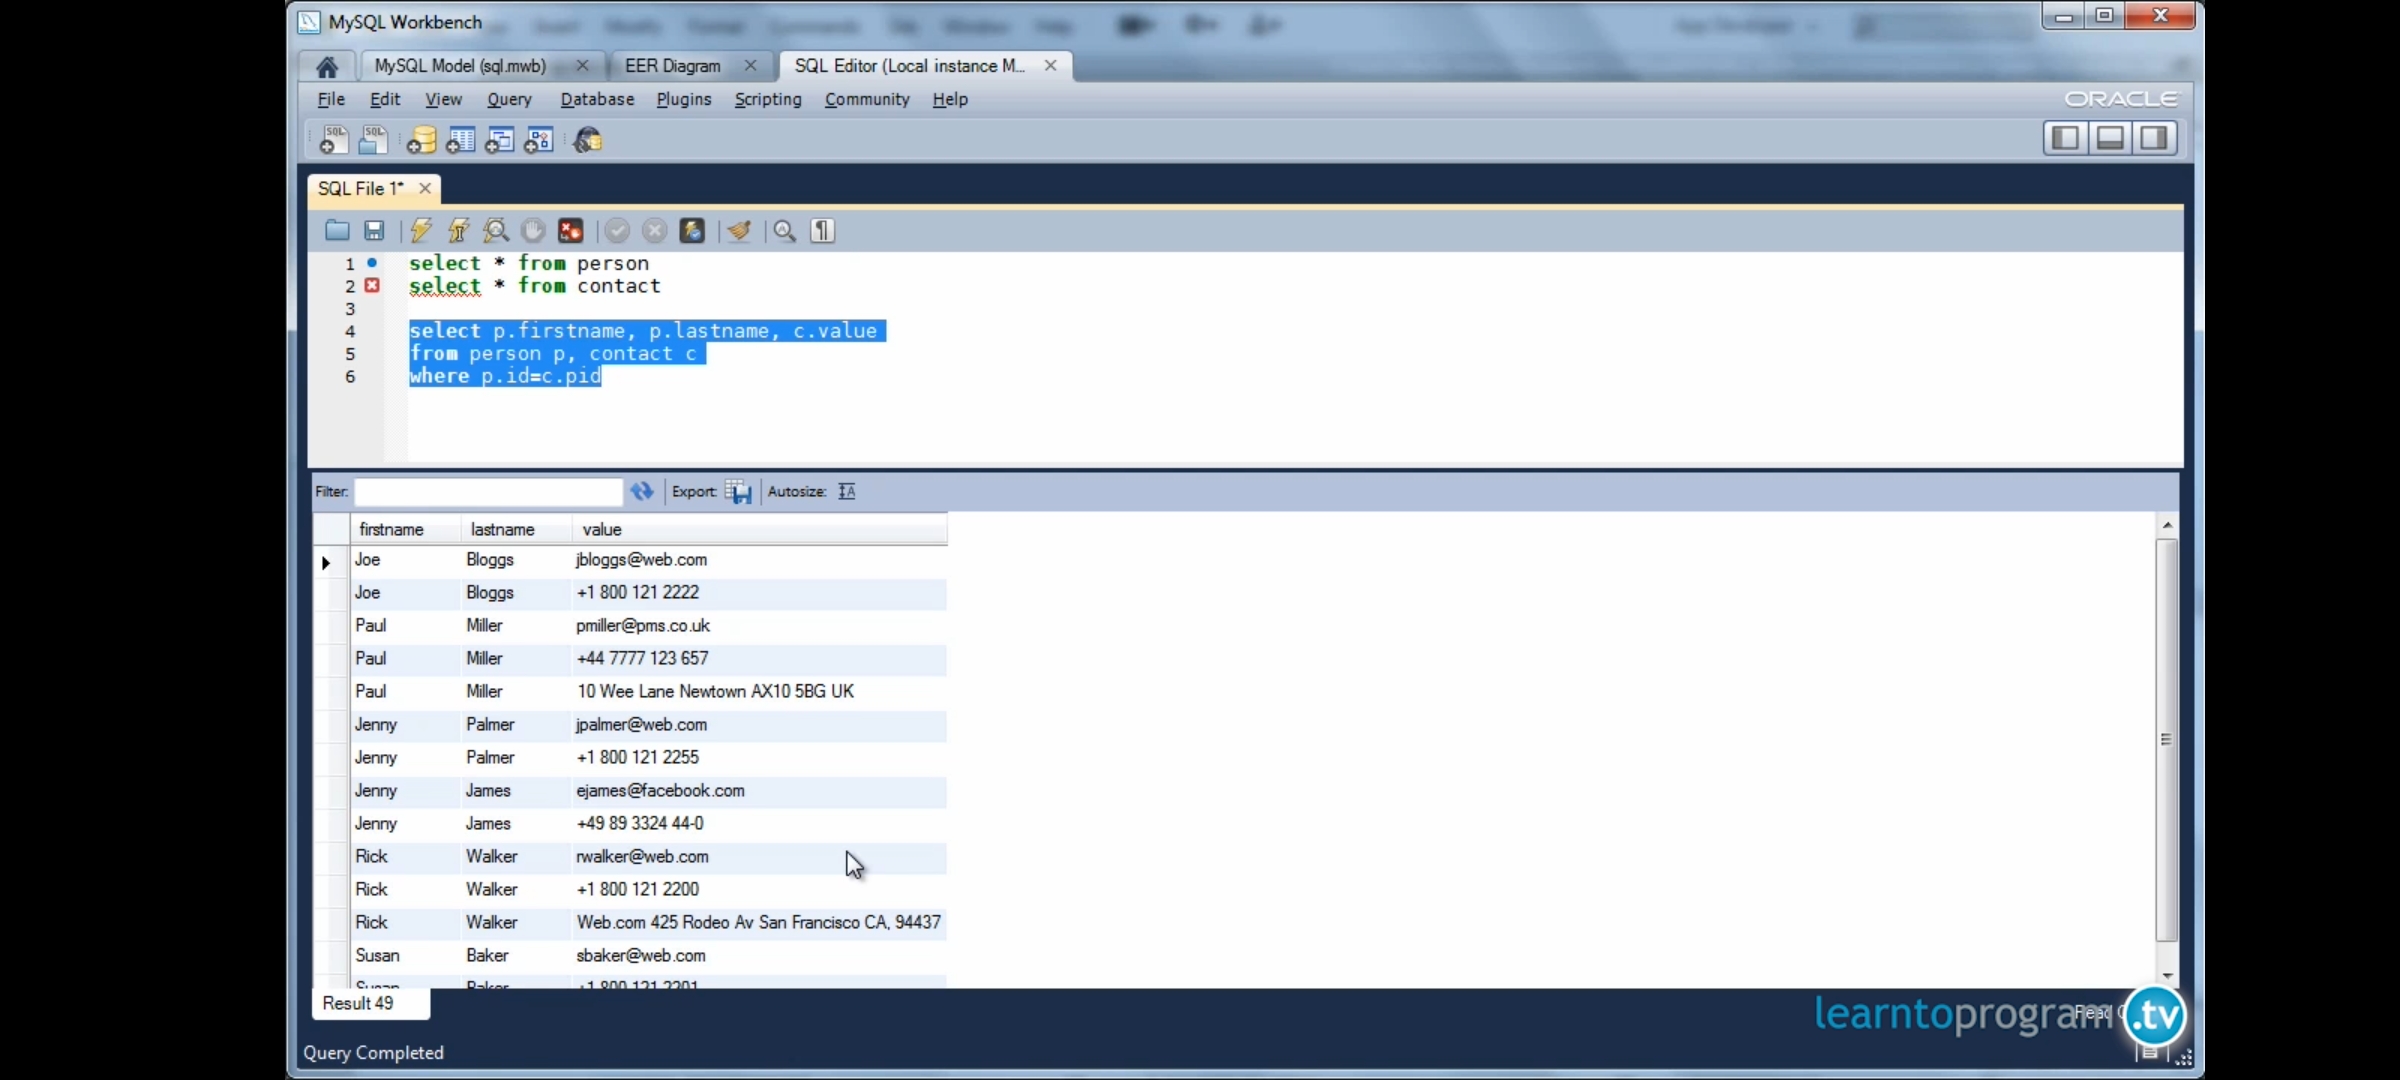 MySQL Workbench
MySQL Model (sql.mwb)
EER Diagram
SQL Editor (Local instance M...
File Edit View Query Database Plugins Scripting Community Help
ORACLE
SQL File 1*
1 select * from person
2 select * from contact
3
4 select p.firstname, p.lastname, c.value
5 from person p, contact c
6 where p.id=c.pid
Filter: Export: Autosize:
firstname lastname value
Joe Bloggs jbloggs@web.com
Joe Bloggs +1 800 121 2222
Paul Miller pmiller@pms.co.uk
Paul Miller +44 7777 123 657
Paul Miller 10 Wee Lane Newtown AX10 5BG UK
Jenny Palmer jpalmer@web.com
Jenny Palmer +1 800 121 2255
Jenny James ejames@facebook.com
Jenny James +49 89 3324 44-0
Rick Walker rwalker@web.com
Rick Walker +1 800 121 2200
Rick Walker Web.com 425 Rodeo Av San Francisco CA, 94437
Susan Baker sbaker@web.com
Susan Baker +1 800 121 2201
Result 49
learntoprogram.tv
Query Completed